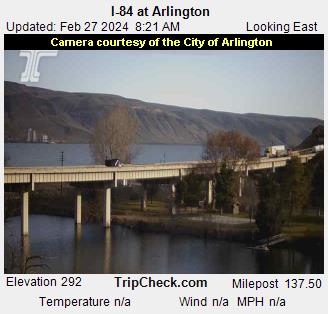 I-84 at Arlington
Updated: Feb 27 2024 8:21 AM Looking East
Camera courtesy of the City of Arlington
Elevation 292 TripCheck.com Milepost 137.50
Temperature n/a Wind n/a MPH n/a